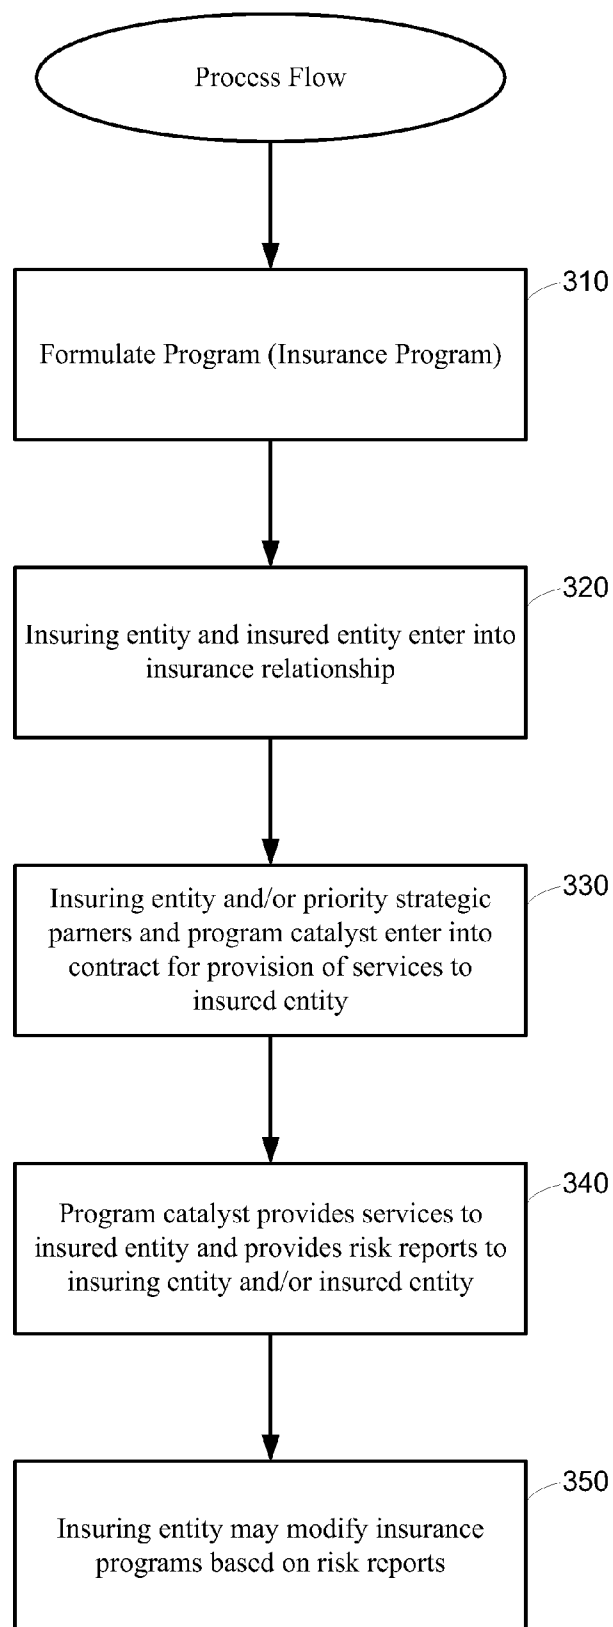 Process Flow
310
Formulate Program (Insurance Program)
320
Insuring entity and insured entity enter into
insurance relationship
330
Insuring entity and/or priority strategic
parners and program catalyst enter into
contract for provision of services to
insured entity
340
Program catalyst provides services to
insured entity and provides risk reports to
insuring entity and/or insured entity
350
Insuring entity may modify insurance
programs based on risk reports